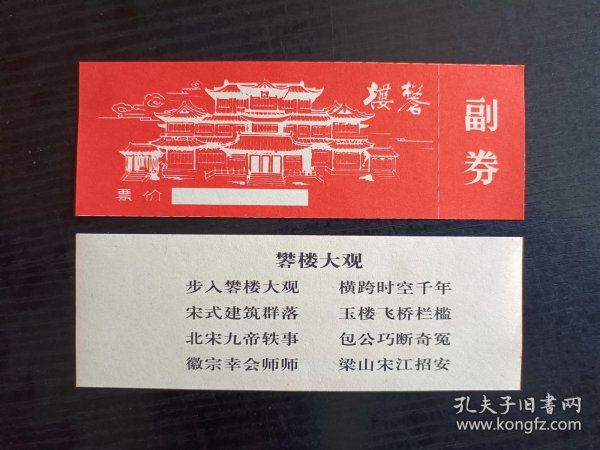 樊楼
副券
票价
礬楼大观
步入礬楼大观 横跨时空千年
宋式建筑群落 玉楼飞桥栏槛
北宋九帝轶事 包公巧断奇冤
徽宗幸会师师 梁山宋江招安
孔夫子旧书网
www.kongfz.com